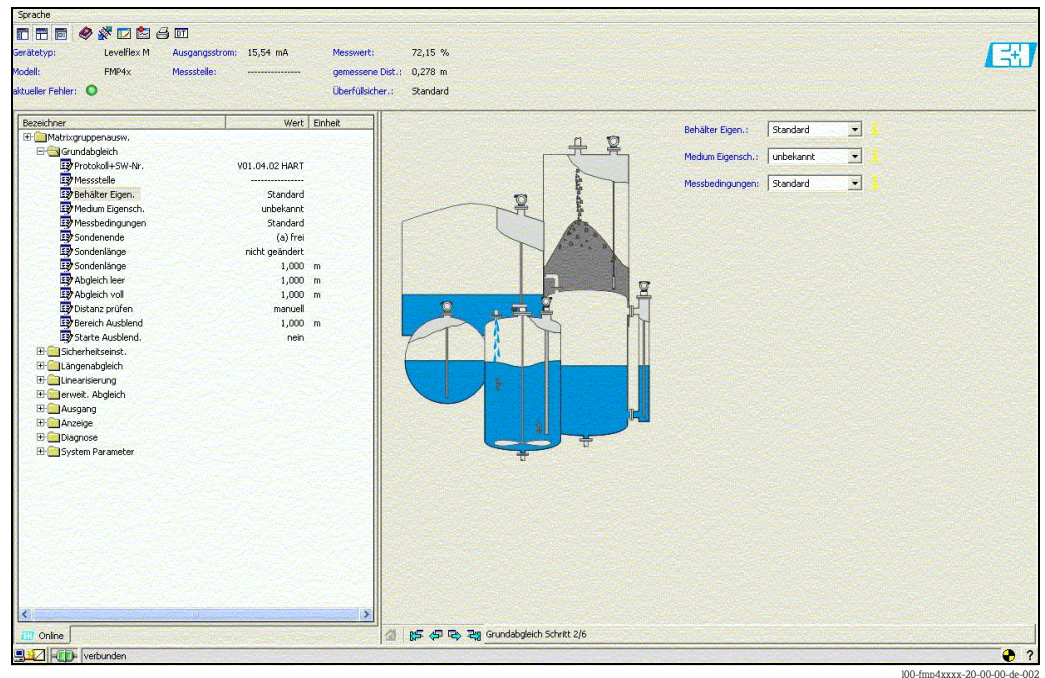 Sprache
DT
Gerätetyp: Levelflex M Ausgangsstrom: 15,54 mA Messwert: 72,15 %
Modell: FMP4x Messstelle: --------------- gemessene Dist.: 0,278 m
aktueller Fehler: Überfüllsicher.: Standard
E+H
Bezeichner Wert Einheit
Matrixgruppenausw.
Grundabgleich
Protokoll+SW-Nr. V01.04.02 HART
Messstelle ---------------
Behälter Eigen. Standard
Medium Eigensch. unbekannt
Messbedingungen Standard
Sondenende (a) frei
Sondenlänge nicht geändert
Sondenlänge 1,000 m
Abgleich leer 1,000 m
Abgleich voll 1,000 m
Distanz prüfen manuell
Bereich Ausblend 1,000 m
Starte Ausblend. nein
Sicherheitseinst.
Längenabgleich
Linearisierung
erweit. Abgleich
Ausgang
Anzeige
Diagnose
System Parameter
Behälter Eigen.: Standard
Medium Eigensch.: unbekannt
Messbedingungen: Standard
Online
Grundabgleich Schritt 2/6
verbunden
?
l00-fmp4xxxx-20-00-00-de-002